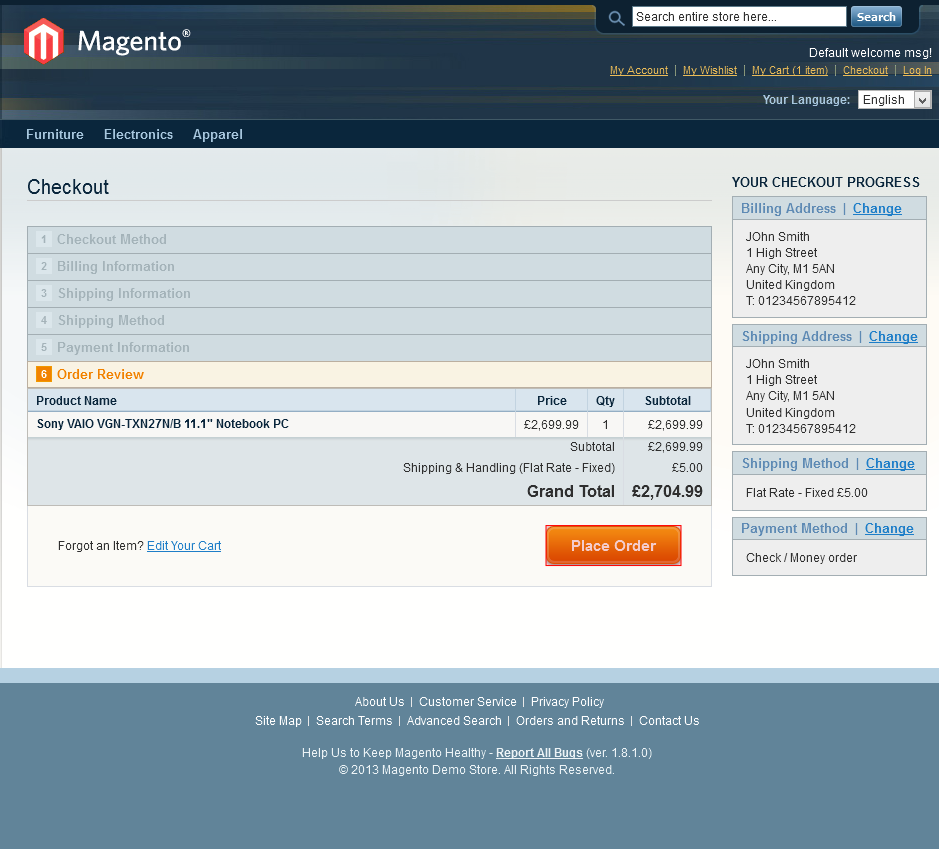 Magento®
Search entire store here...
Search
Default welcome msg!
My Account | My Wishlist | My Cart (1 item) | Checkout | Log In
Your Language: English
Furniture Electronics Apparel
Checkout
1 Checkout Method
2 Billing Information
3 Shipping Information
4 Shipping Method
5 Payment Information
6 Order Review
Product Name Price Qty Subtotal
Sony VAIO VGN-TXN27N/B 11.1" Notebook PC £2,699.99 1 £2,699.99
Subtotal £2,699.99
Shipping & Handling (Flat Rate - Fixed) £5.00
Grand Total £2,704.99
Forgot an Item? Edit Your Cart
Place Order
YOUR CHECKOUT PROGRESS
Billing Address | Change
JOhn Smith
1 High Street
Any City, M1 5AN
United Kingdom
T: 01234567895412
Shipping Address | Change
JOhn Smith
1 High Street
Any City, M1 5AN
United Kingdom
T: 01234567895412
Shipping Method | Change
Flat Rate - Fixed £5.00
Payment Method | Change
Check / Money order
About Us | Customer Service | Privacy Policy
Site Map | Search Terms | Advanced Search | Orders and Returns | Contact Us
Help Us to Keep Magento Healthy - Report All Bugs (ver. 1.8.1.0)
© 2013 Magento Demo Store. All Rights Reserved.